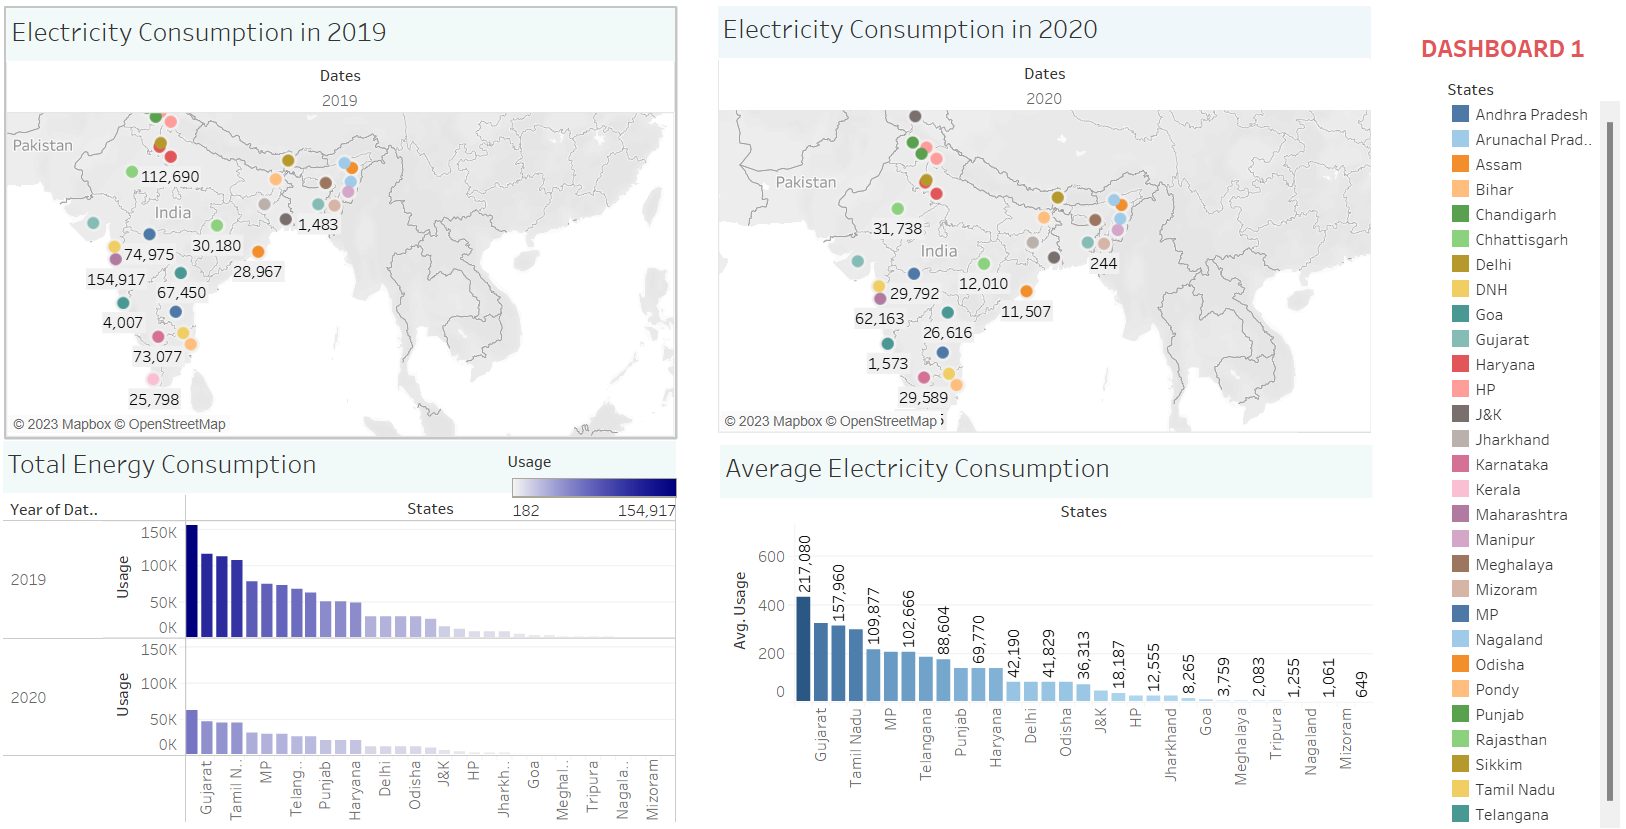 Electricity Consumption in 2019
Dates
2019
Pakistan
112,690
India
1,483
30,180
74,975
28,967
154,917
67,450
4,007
73,077
25,798
© 2023 Mapbox © OpenStreetMap
Electricity Consumption in 2020
Dates
2020
Pakistan
31,738
India
244
12,010
29,792
11,507
62,163
26,616
1,573
29,589
© 2023 Mapbox © OpenStreetMap
DASHBOARD 1
States
Andhra Pradesh
Arunachal Prad..
Assam
Bihar
Chandigarh
Chhattisgarh
Delhi
DNH
Goa
Gujarat
Haryana
HP
J&K
Jharkhand
Karnataka
Kerala
Maharashtra
Manipur
Meghalaya
Mizoram
MP
Nagaland
Odisha
Pondy
Punjab
Rajasthan
Sikkim
Tamil Nadu
Telangana
Total Energy Consumption
Usage
182 154,917
Year of Dat..
States
2019
Usage
150K
100K
50K
0K
2020
Usage
150K
100K
50K
0K
Gujarat
Tamil N..
MP
Telang..
Punjab
Haryana
Delhi
Odisha
J&K
HP
Jharkh..
Goa
Meghal..
Tripura
Nagala..
Mizoram
Average Electricity Consumption
States
Avg. Usage
600
400
200
0
217,080
157,960
109,877
102,666
88,604
69,770
42,190
41,829
36,313
18,187
12,555
8,265
3,759
2,083
1,255
1,061
649
Gujarat
Tamil Nadu
MP
Telangana
Punjab
Haryana
Delhi
Odisha
J&K
HP
Jharkhand
Goa
Meghalaya
Tripura
Nagaland
Mizoram